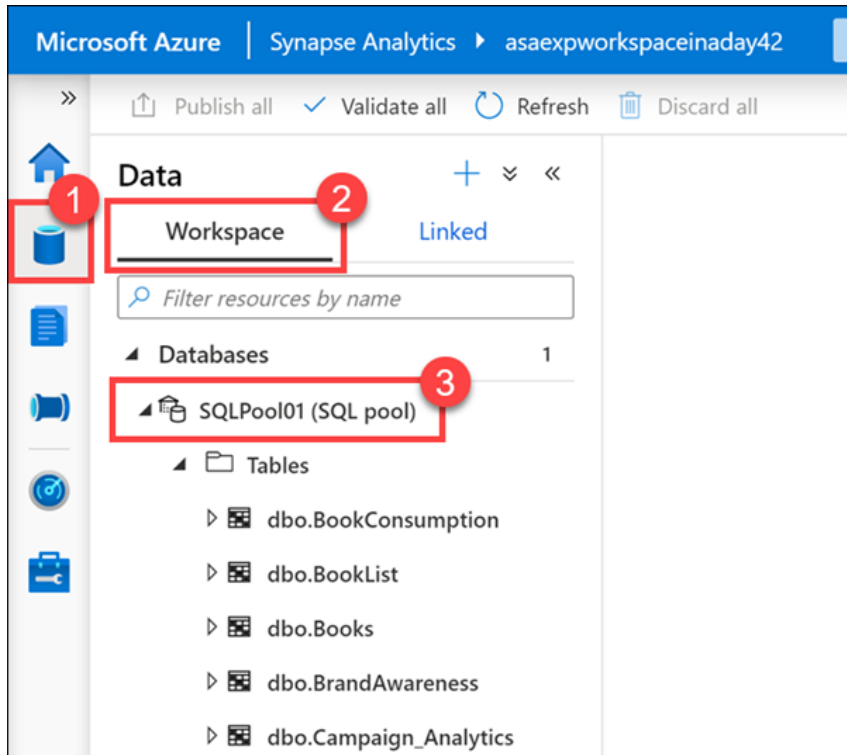 Microsoft Azure Synapse Analytics asaexpworkspaceinaday42
Publish all Validate all Refresh Discard all
Data
1
2
Workspace Linked
Filter resources by name
Databases 1
3
SQLPool01 (SQL pool)
Tables
dbo.BookConsumption
dbo.BookList
dbo.Books
dbo.BrandAwareness
dbo.Campaign_Analytics